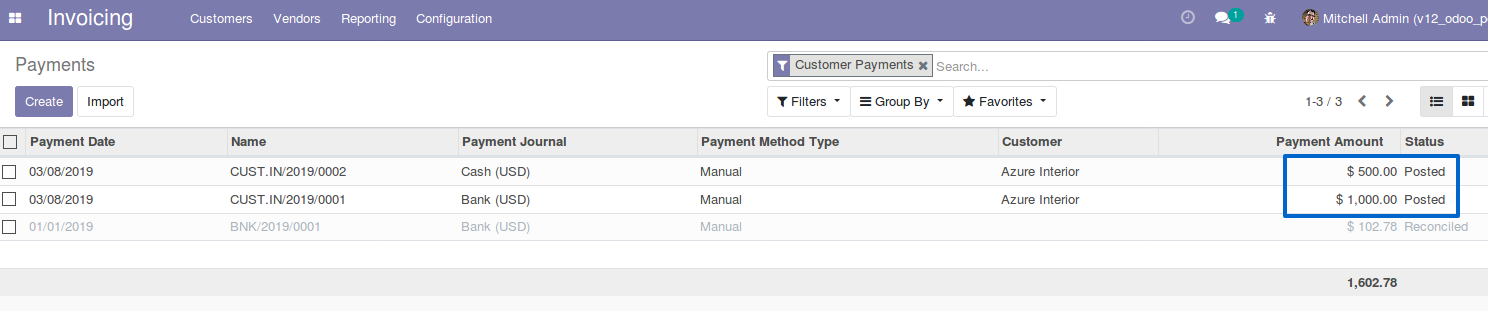 Invoicing Customers Vendors Reporting Configuration 1 Mitchell Admin (v12_odoo_p
Payments Customer Payments Search...
Create Import Filters Group By Favorites 1-3 / 3
Payment Date Name Payment Journal Payment Method Type Customer Payment Amount Status
03/08/2019 CUST.IN/2019/0002 Cash (USD) Manual Azure Interior $ 500.00 Posted
03/08/2019 CUST.IN/2019/0001 Bank (USD) Manual Azure Interior $ 1,000.00 Posted
01/01/2019 BNK/2019/0001 Bank (USD) Manual $ 102.78 Reconciled
1,602.78